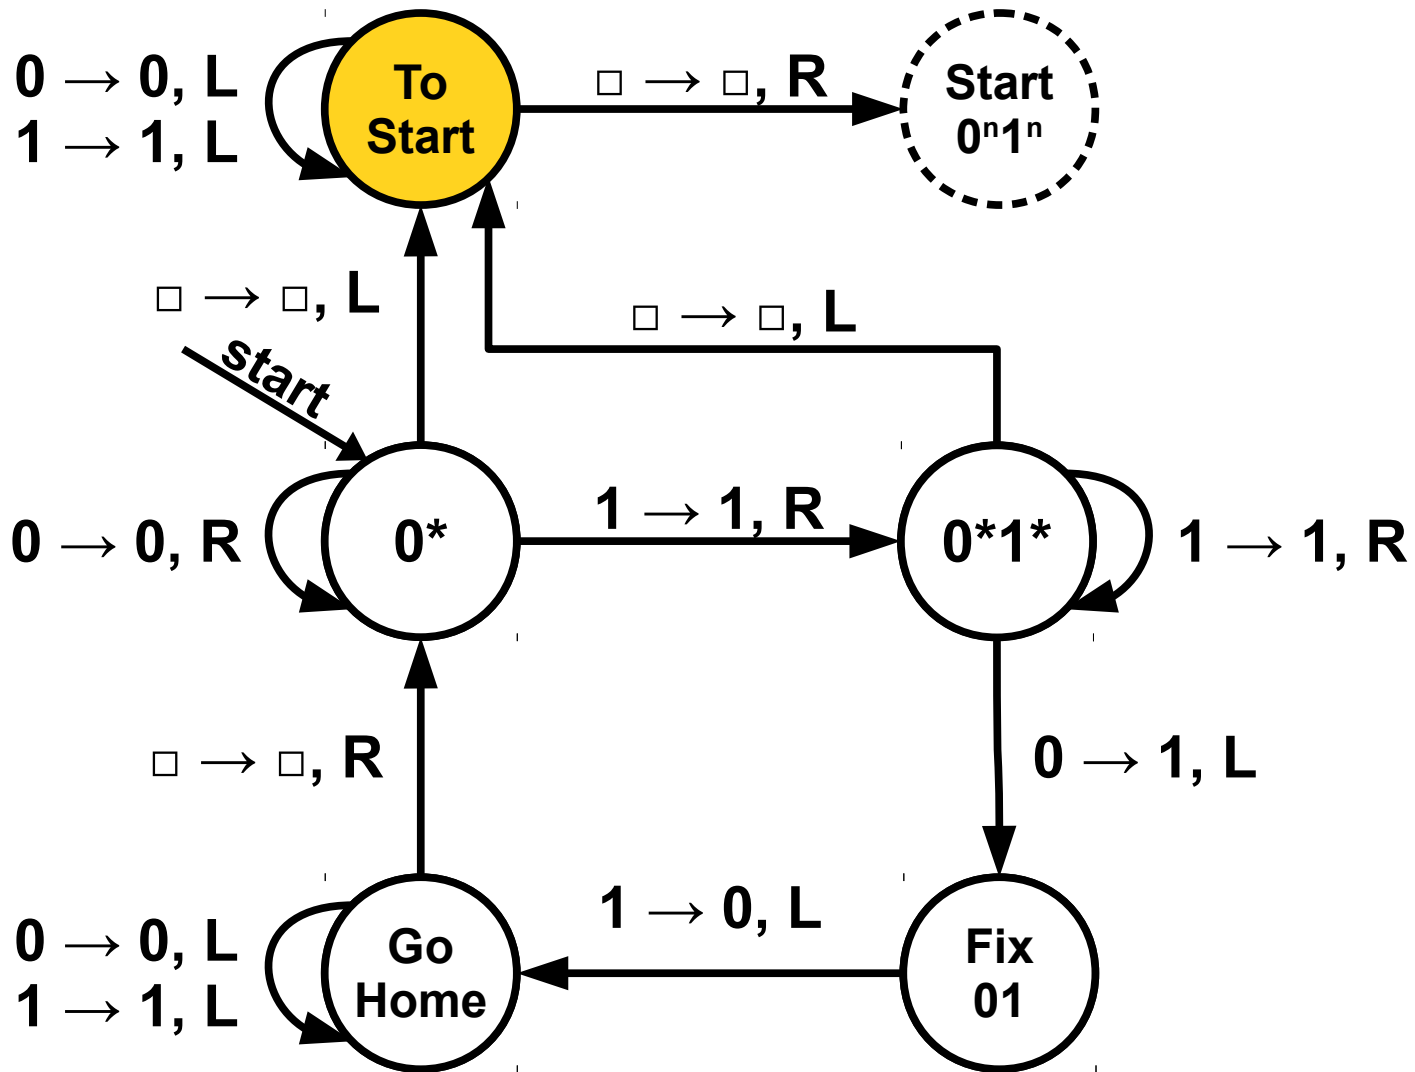 0 → 0, L
1 → 1, L
To
Start
□ → □, R
Start
0ⁿ1ⁿ
□ → □, L
□ → □, L
start
0 → 0, R
0*
1 → 1, R
0*1*
1 → 1, R
□ → □, R
0 → 1, L
0 → 0, L
1 → 1, L
Go
Home
1 → 0, L
Fix
01